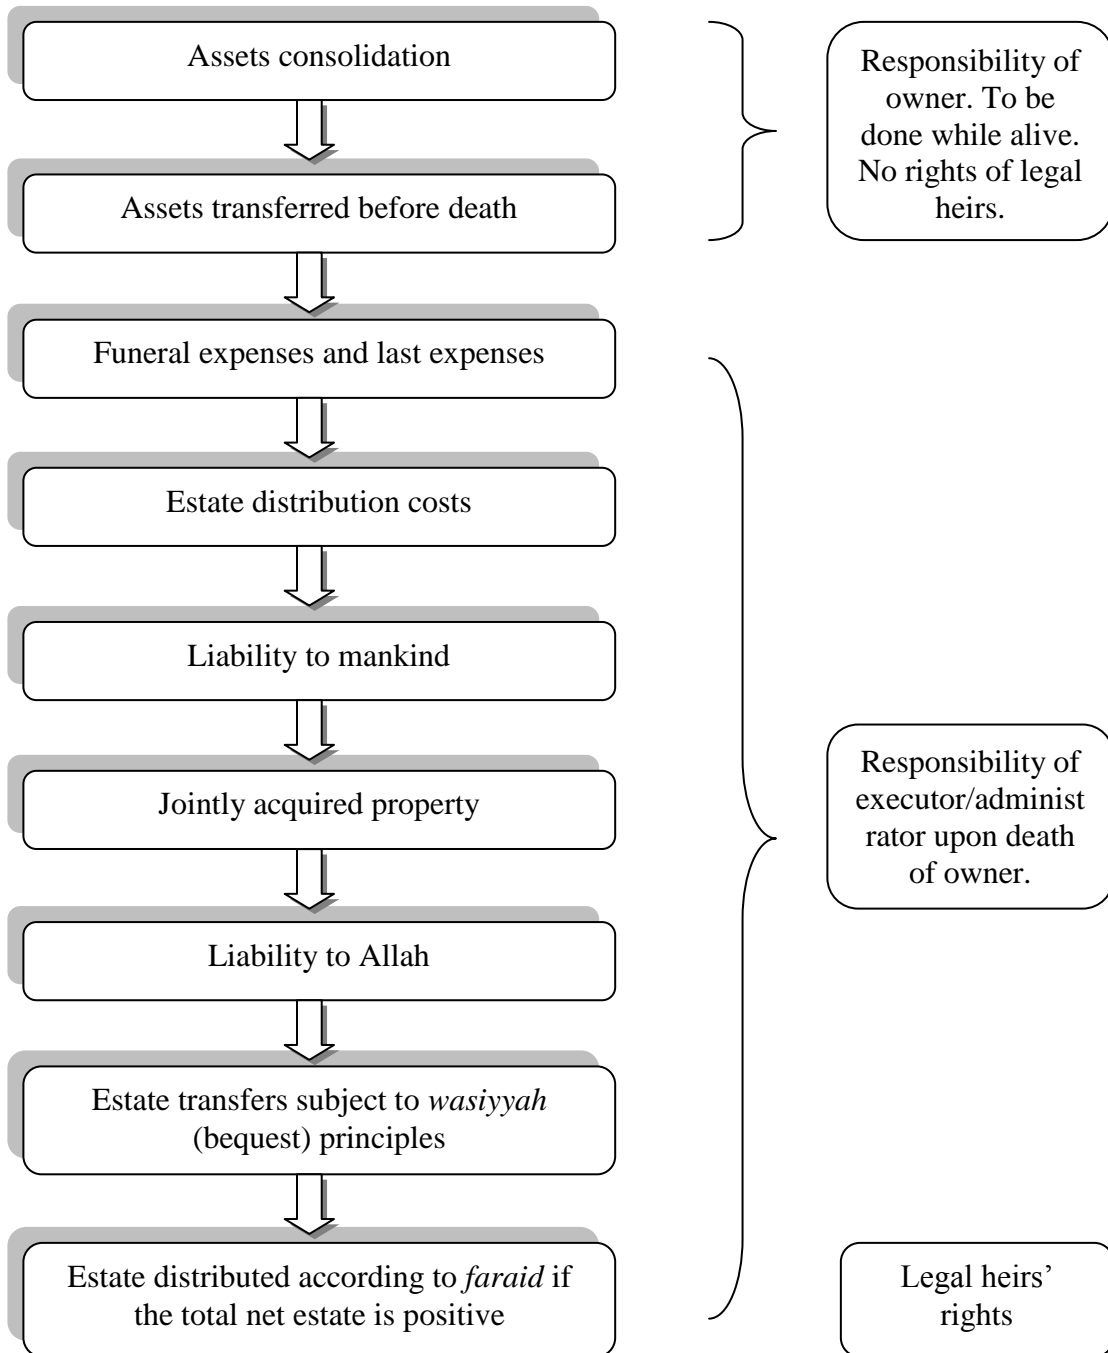 Assets consolidation
Assets transferred before death
Responsibility of
owner. To be
done while alive.
No rights of legal
heirs.
Funeral expenses and last expenses
Estate distribution costs
Liability to mankind
Jointly acquired property
Liability to Allah
Estate transfers subject to wasiyyah
(bequest) principles
Estate distributed according to faraid if
the total net estate is positive
Responsibility of
executor/administ
rator upon death
of owner.
Legal heirs’
rights